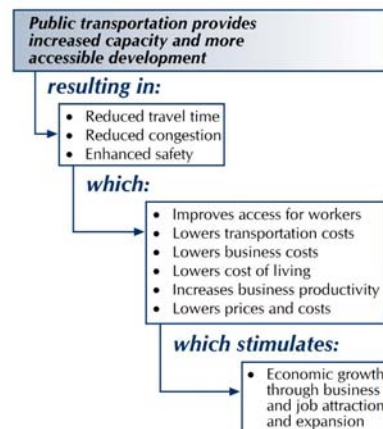 Public transportation provides
increased capacity and more
accessible development
resulting in:
• Reduced travel time
• Reduced congestion
• Enhanced safety
which:
• Improves access for workers
• Lowers transportation costs
• Lowers business costs
• Lowers cost of living
• Increases business productivity
• Lowers prices and costs
which stimulates:
• Economic growth
through business
and job attraction
and expansion